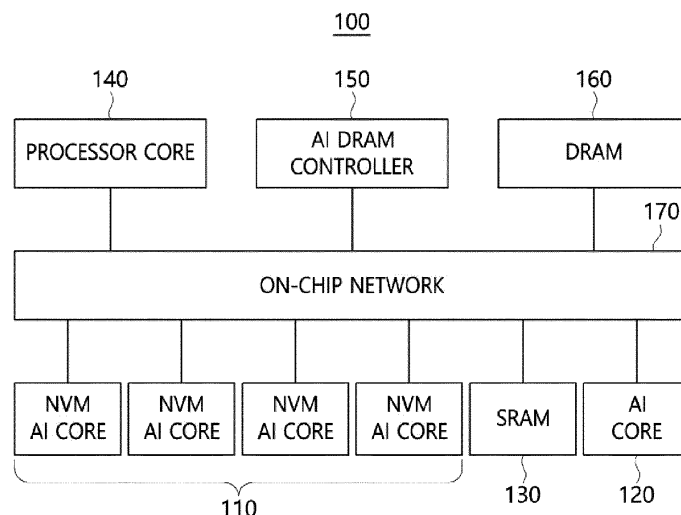 100
140
150
160
PROCESSOR CORE
AI DRAM
CONTROLLER
DRAM
170
ON-CHIP NETWORK
NVM
AI CORE
NVM
AI CORE
NVM
AI CORE
NVM
AI CORE
SRAM
AI
CORE
110
130
120